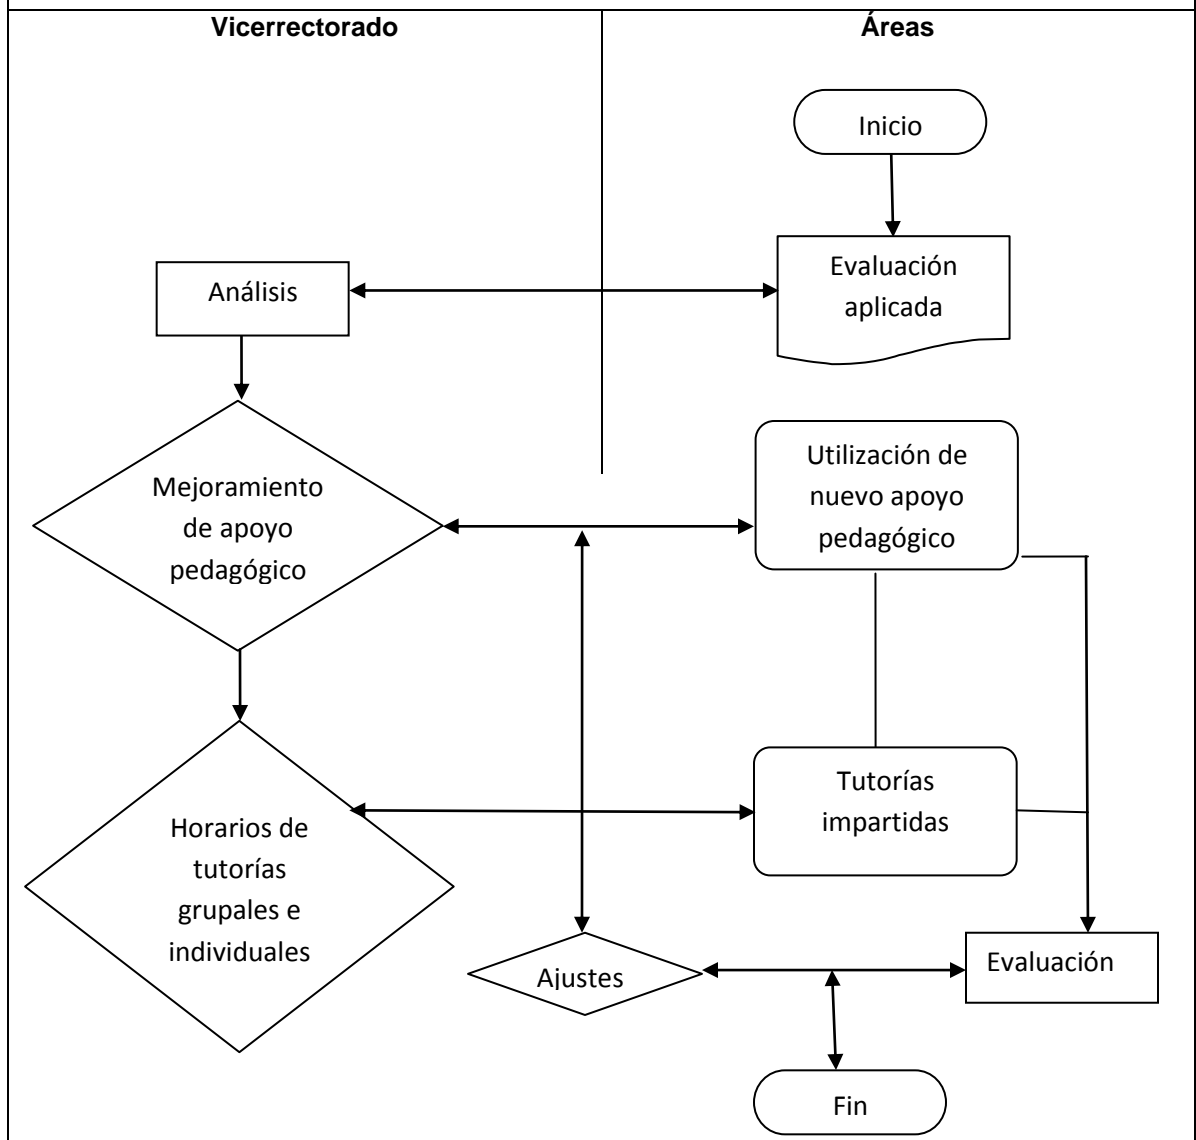 Vicerrectorado
Áreas
Inicio
Evaluación
aplicada
Análisis
Utilización de
nuevo apoyo
pedagógico
Mejoramiento
de apoyo
pedagógico
Tutorías
impartidas
Horarios de
tutorías
grupales e
individuales
Evaluación
Ajustes
Fin